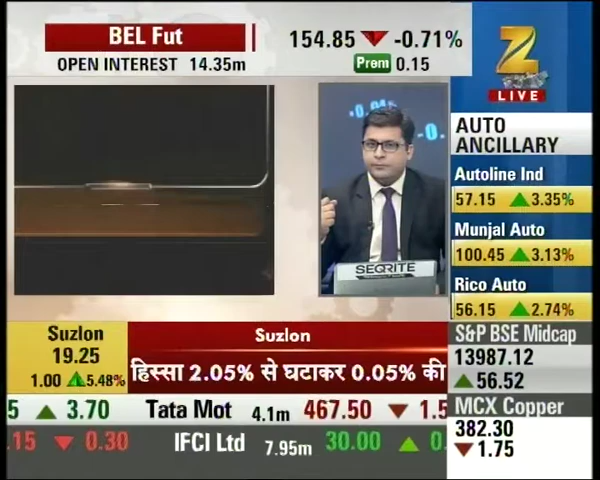 BEL Fut
OPEN INTEREST 14.35m
154.85 -0.71%
Prem 0.15
Z
LIVE
AUTO
ANCILLARY
Autoline Ind
57.15 3.35%
Munjal Auto
100.45 3.13%
Rico Auto
56.15 2.74%
S&P BSE Midcap
13987.12
56.52
MCX Copper
382.30
1.75
-0.
SEQRITE
Suzlon
19.25
1.00 5.48%
Suzlon
हिस्सा 2.05% से घटाकर 0.05% की
5 3.70 Tata Mot 4.1m 467.50 1.5
.15 0.30 IFCI Ltd 7.95m 30.00 0.